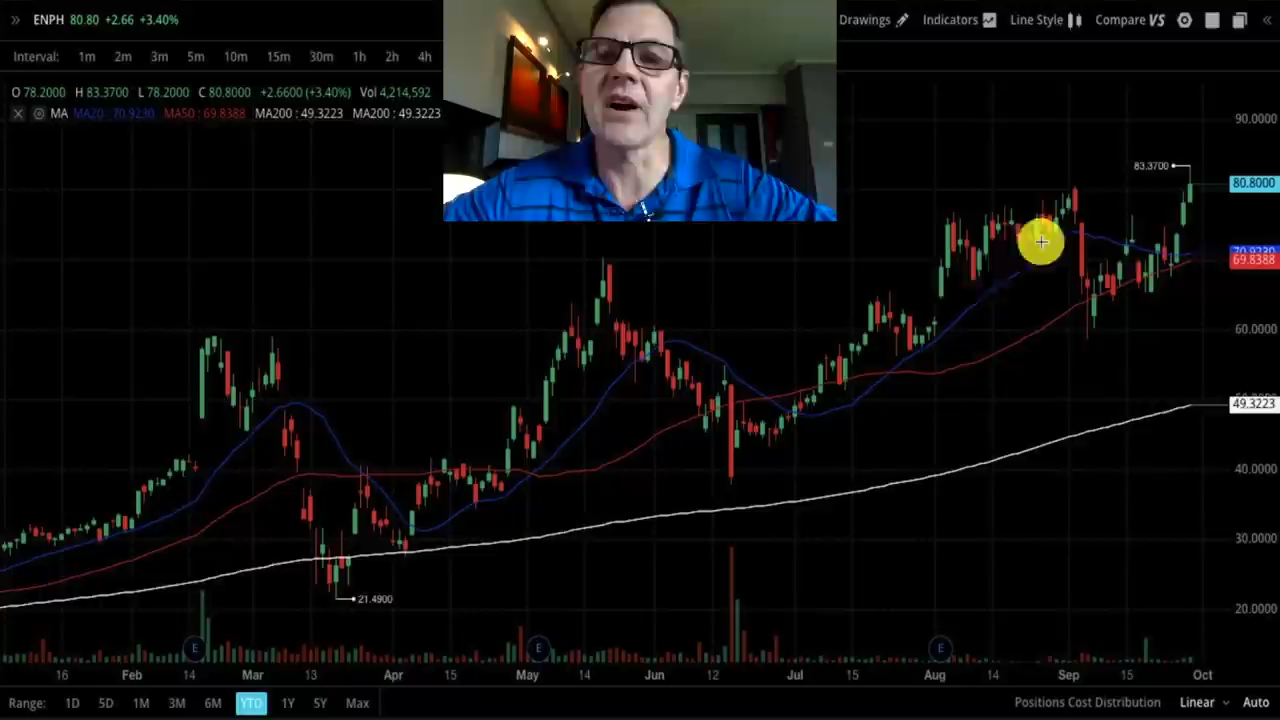 ENPH 80.80 +2.66 +3.40%
Drawings Indicators Line Style Compare VS
Interval: 1m 2m 3m 5m 10m 15m 30m 1h 2h 4h
O 78.2000 H 83.3700 L 78.2000 C 80.8000 +2.6600 (+3.40%) Vol 4,214,592
MA MA20 : 70.9230 MA50 : 69.8388 MA200 : 49.3223 MA200 : 49.3223
90.0000
83.3700
80.8000
70.9230
69.8388
60.0000
49.3223
40.0000
30.0000
21.4900
20.0000
E E E
16 Feb 14 Mar 13 Apr 15 May 14 Jun 12 Jul 15 Aug 14 Sep 15 Oct
Range: 1D 5D 1M 3M 6M YTD 1Y 5Y Max
Positions Cost Distribution Linear Auto